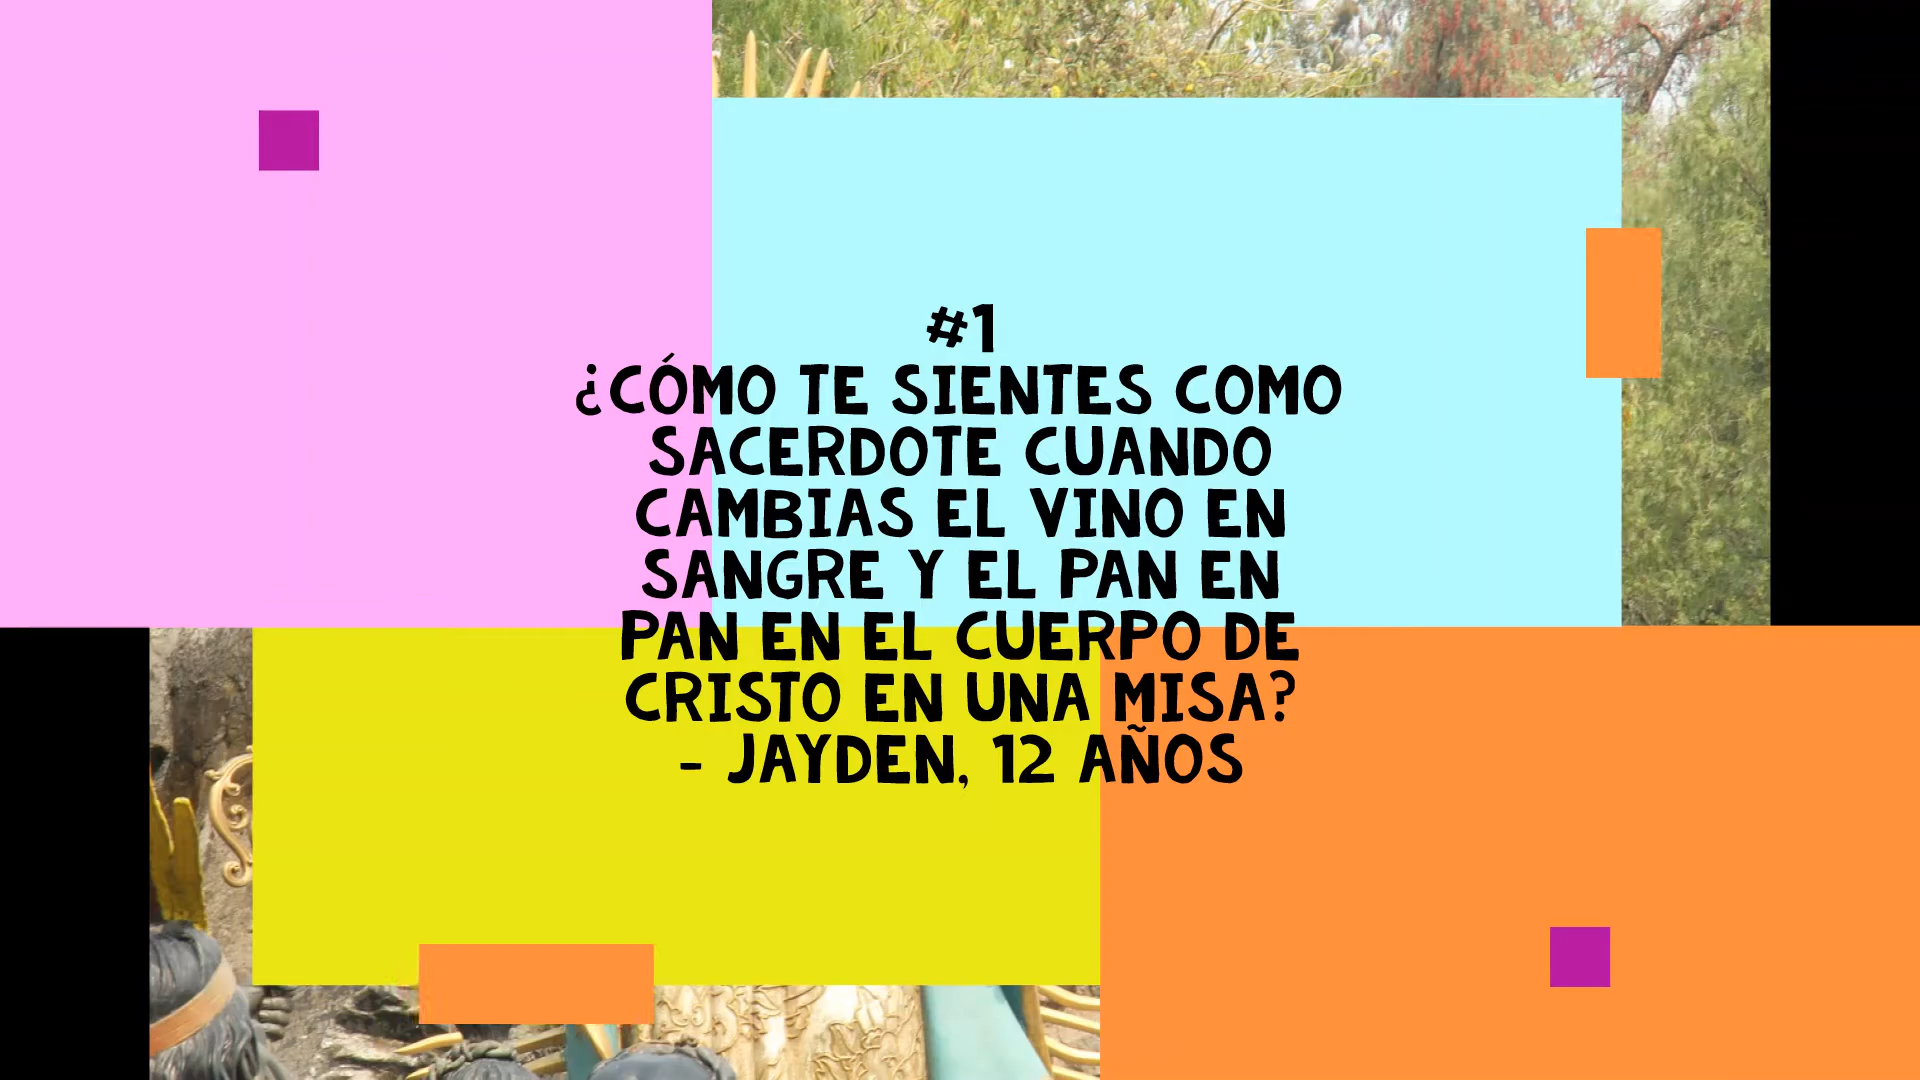 #1
¿CÓMO TE SIENTES COMO
SACERDOTE CUANDO
CAMBIAS EL VINO EN
SANGRE Y EL PAN EN
PAN EN EL CUERPO DE
CRISTO EN UNA MISA?
- JAYDEN, 12 AÑOS